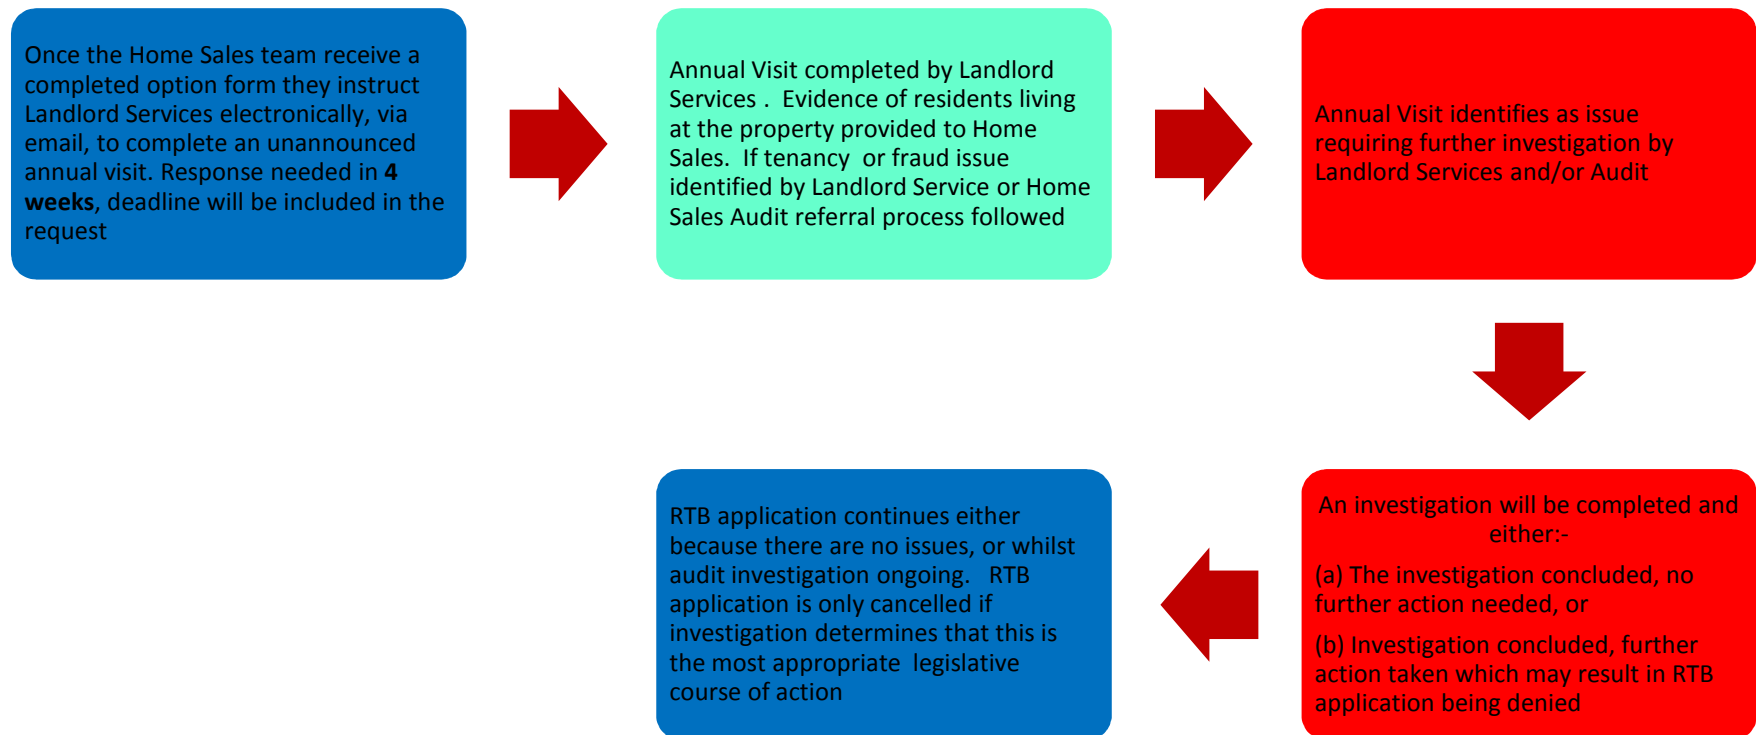 Once the Home Sales team receive a
completed option form they instruct
Landlord Services electronically, via
email, to complete an unannounced
annual visit. Response needed in 4
weeks, deadline will be included in the
request
Annual Visit completed by Landlord
Services .  Evidence of residents living
at the property provided to Home
Sales.  If tenancy  or fraud issue
identified by Landlord Service or Home
Sales Audit referral process followed
Annual Visit identifies as issue
requiring further investigation by
Landlord Services and/or Audit
An investigation will be completed and
either:-
(a) The investigation concluded, no
further action needed, or
(b) Investigation concluded, further
action taken which may result in RTB
application being denied
RTB application continues either
because there are no issues, or whilst
audit investigation ongoing.   RTB
application is only cancelled if
investigation determines that this is
the most appropriate  legislative
course of action